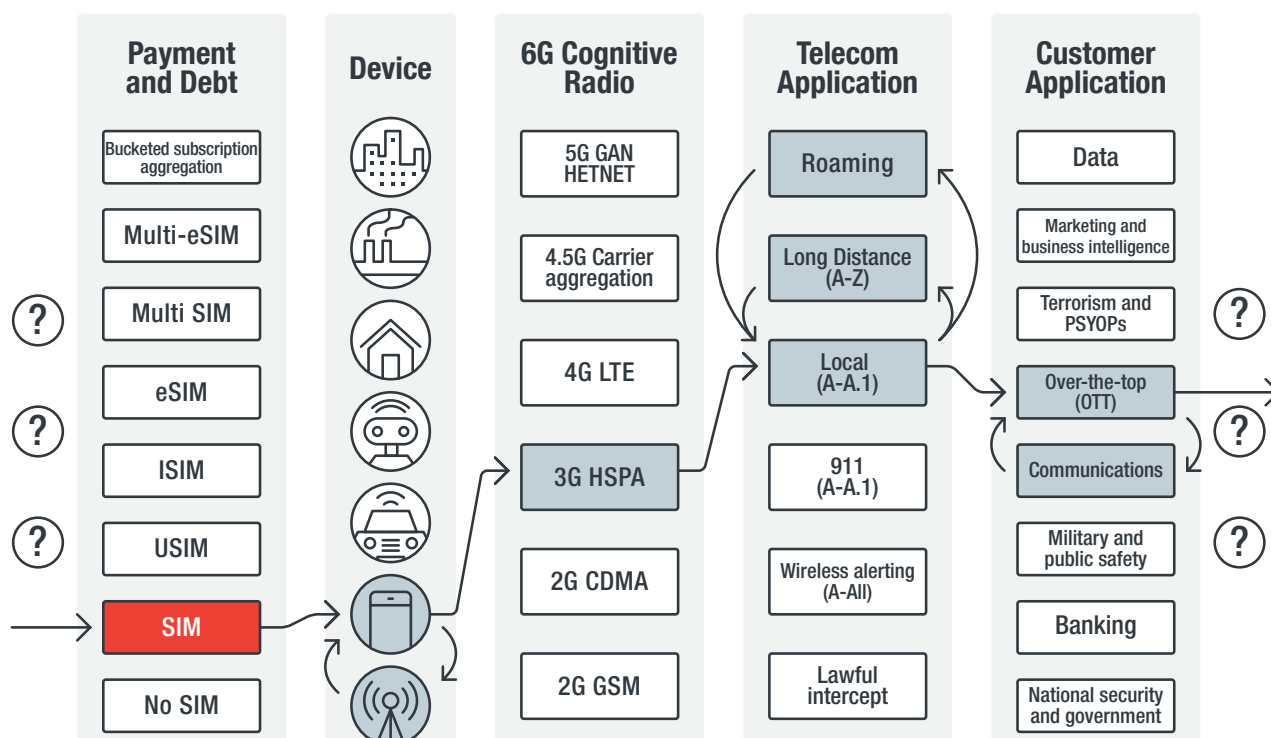 Payment
and Debt
Bucketed subscription
aggregation
Multi-eSIM
Multi SIM
eSIM
ISIM
USIM
SIM
No SIM
?
?
?
Device
6G Cognitive
Radio
5G GAN
HETNET
4.5G Carrier
aggregation
4G LTE
3G HSPA
2G CDMA
2G GSM
Telecom
Application
Roaming
Long Distance
(A-Z)
Local
(A-A.1)
911
(A-A.1)
Wireless alerting
(A-All)
Lawful
intercept
Customer
Application
Data
Marketing and
business intelligence
Terrorism and
PSYOPs
Over-the-top
(OTT)
Communications
Military and
public safety
Banking
National security
and government
?
?
?